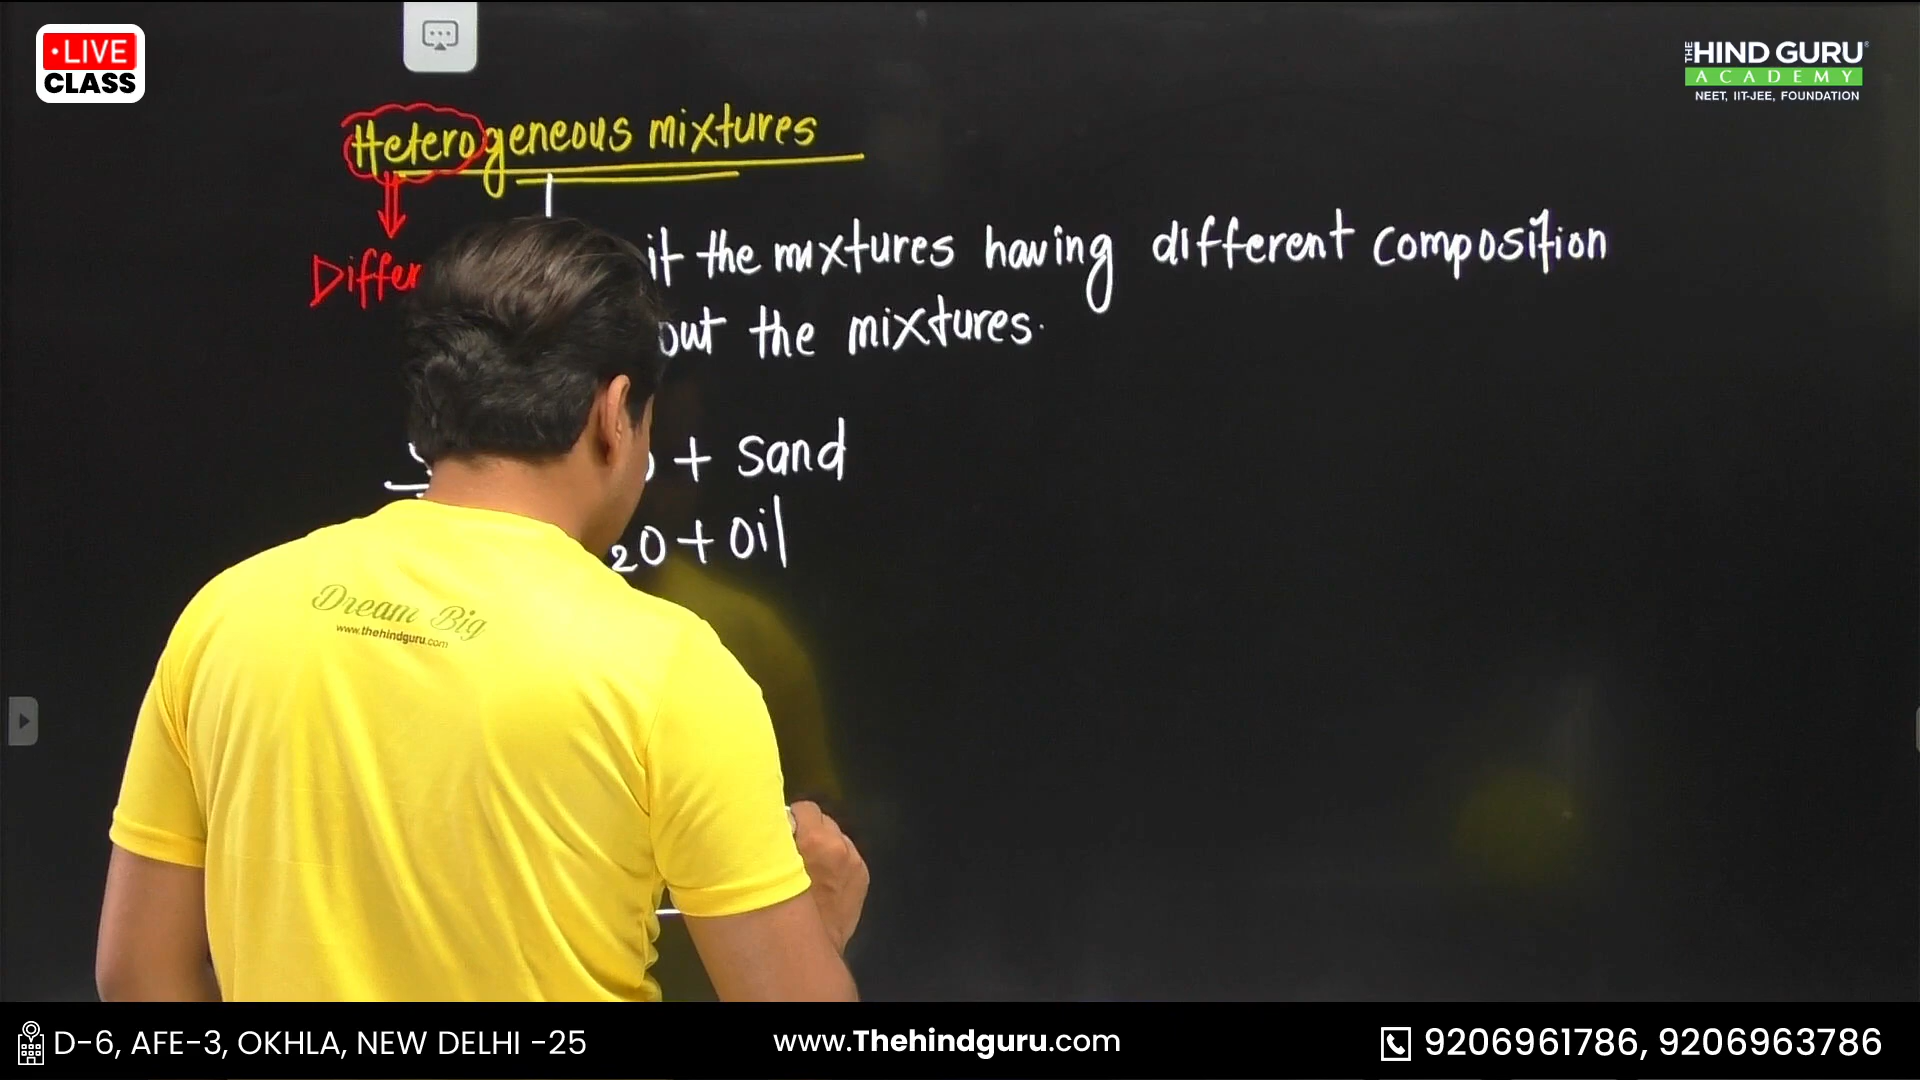 LIVE
CLASS
THE HIND GURU
ACADEMY
NEET, IIT-JEE, FOUNDATION
Heterogeneous mixtures
it the mixtures having different composition
out the mixtures.
+ Sand
2O + Oil
Dream Big
www.thehindguru.com
D-6, AFE-3, OKHLA, NEW DELHI -25
www.Thehindguru.com
9206961786, 9206963786